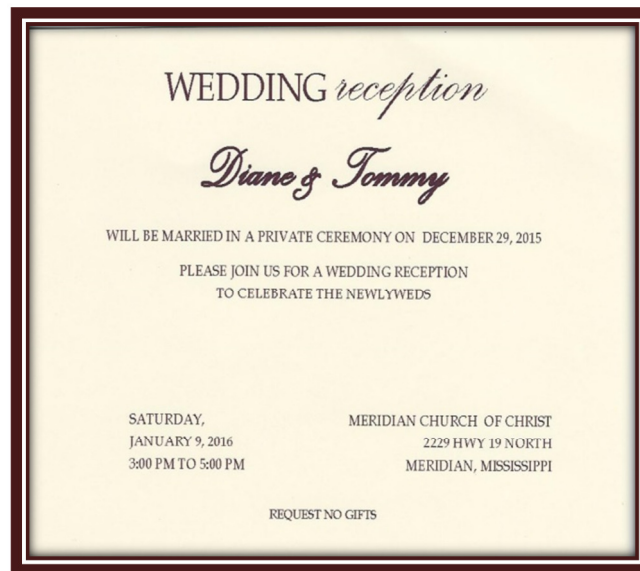 WEDDING reception
Diane & Tommy
WILL BE MARRIED IN A PRIVATE CEREMONY ON DECEMBER 29, 2015
PLEASE JOIN US FOR A WEDDING RECEPTION
TO CELEBRATE THE NEWLYWEDS
SATURDAY,
JANUARY 9, 2016
3:00 PM TO 5:00 PM
MERIDIAN CHURCH OF CHRIST
2229 HWY 19 NORTH
MERIDIAN, MISSISSIPPI
REQUEST NO GIFTS